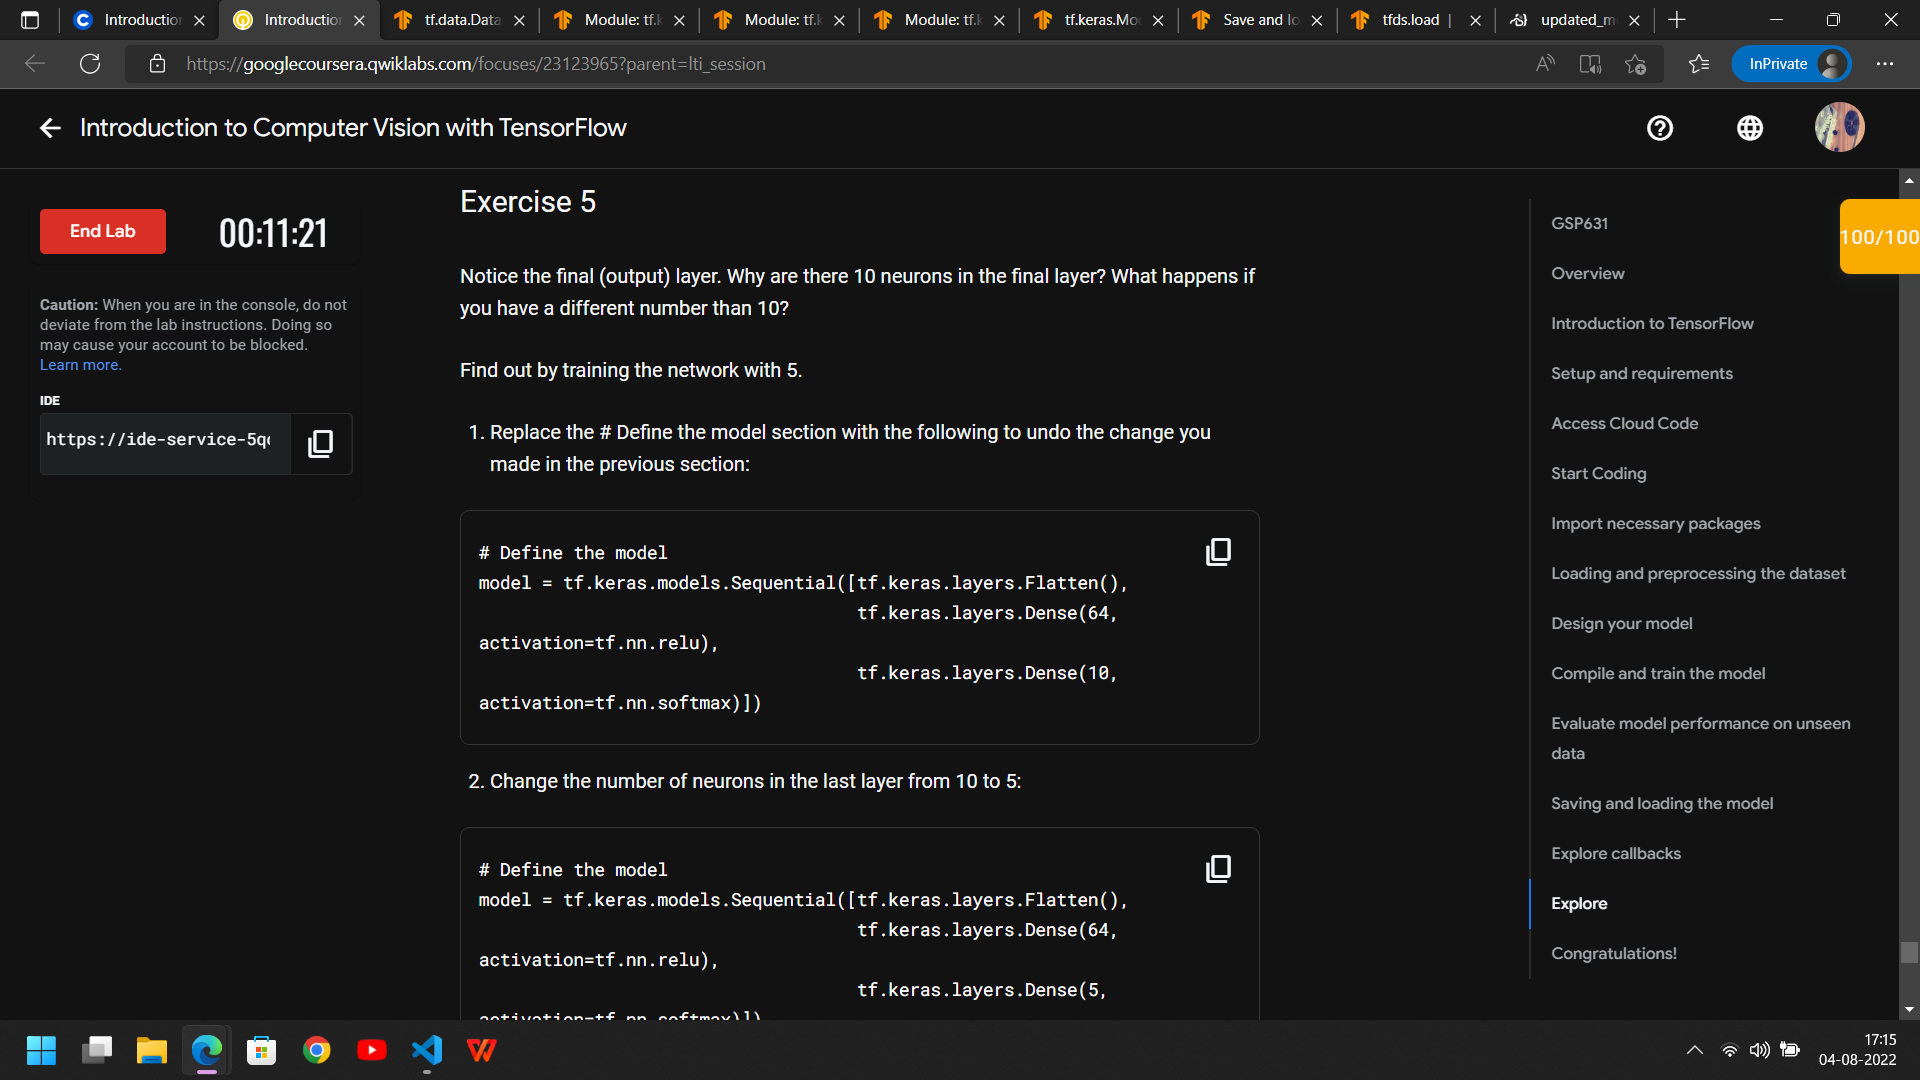 Introduction
Introduction
tf.data.Data
Module: tf.k
Module: tf.k
Module: tf.k
tf.keras.Mo
Save and lo
tfds.load |
updated_m
https://googlecoursera.qwiklabs.com/focuses/23123965?parent=lti_session
InPrivate
Introduction to Computer Vision with TensorFlow
End Lab
00:11:21
Caution: When you are in the console, do not
deviate from the lab instructions. Doing so
may cause your account to be blocked.
Learn more.
IDE
https://ide-service-5q
Exercise 5
Notice the final (output) layer. Why are there 10 neurons in the final layer? What happens if
you have a different number than 10?
Find out by training the network with 5.
1. Replace the # Define the model section with the following to undo the change you
made in the previous section:
# Define the model
model = tf.keras.models.Sequential([tf.keras.layers.Flatten(),
tf.keras.layers.Dense(64,
activation=tf.nn.relu),
tf.keras.layers.Dense(10,
activation=tf.nn.softmax)])
2. Change the number of neurons in the last layer from 10 to 5:
# Define the model
model = tf.keras.models.Sequential([tf.keras.layers.Flatten(),
tf.keras.layers.Dense(64,
activation=tf.nn.relu),
tf.keras.layers.Dense(5,
activation=tf.nn.softmax)])
GSP631
100/100
Overview
Introduction to TensorFlow
Setup and requirements
Access Cloud Code
Start Coding
Import necessary packages
Loading and preprocessing the dataset
Design your model
Compile and train the model
Evaluate model performance on unseen
data
Saving and loading the model
Explore callbacks
Explore
Congratulations!
17:15
04-08-2022